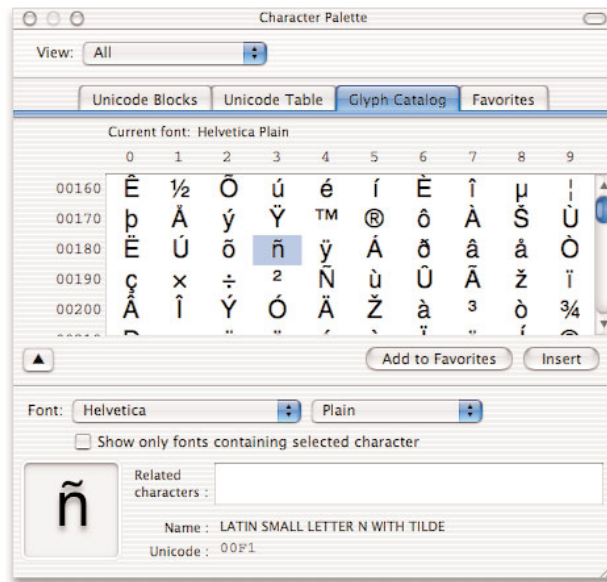 Character Palette
View: All
Unicode Blocks Unicode Table Glyph Catalog Favorites
Current font: Helvetica Plain
0 1 2 3 4 5 6 7 8 9
00160 Ê ½ Õ ú é í È î µ ¦
00170 þ Å ý Ÿ ™ ® ô À Š Ù
00180 Ë Ú õ ñ ÿ Á ð â å Ò
00190 ç × ÷ ² Ñ ù Û Ã ž ï
00200 Â Î Ý Ó Ä Ž à ³ ò ¾
Add to Favorites Insert
Font: Helvetica Plain
Show only fonts containing selected character
ñ
Related
characters :
Name : LATIN SMALL LETTER N WITH TILDE
Unicode : 00F1